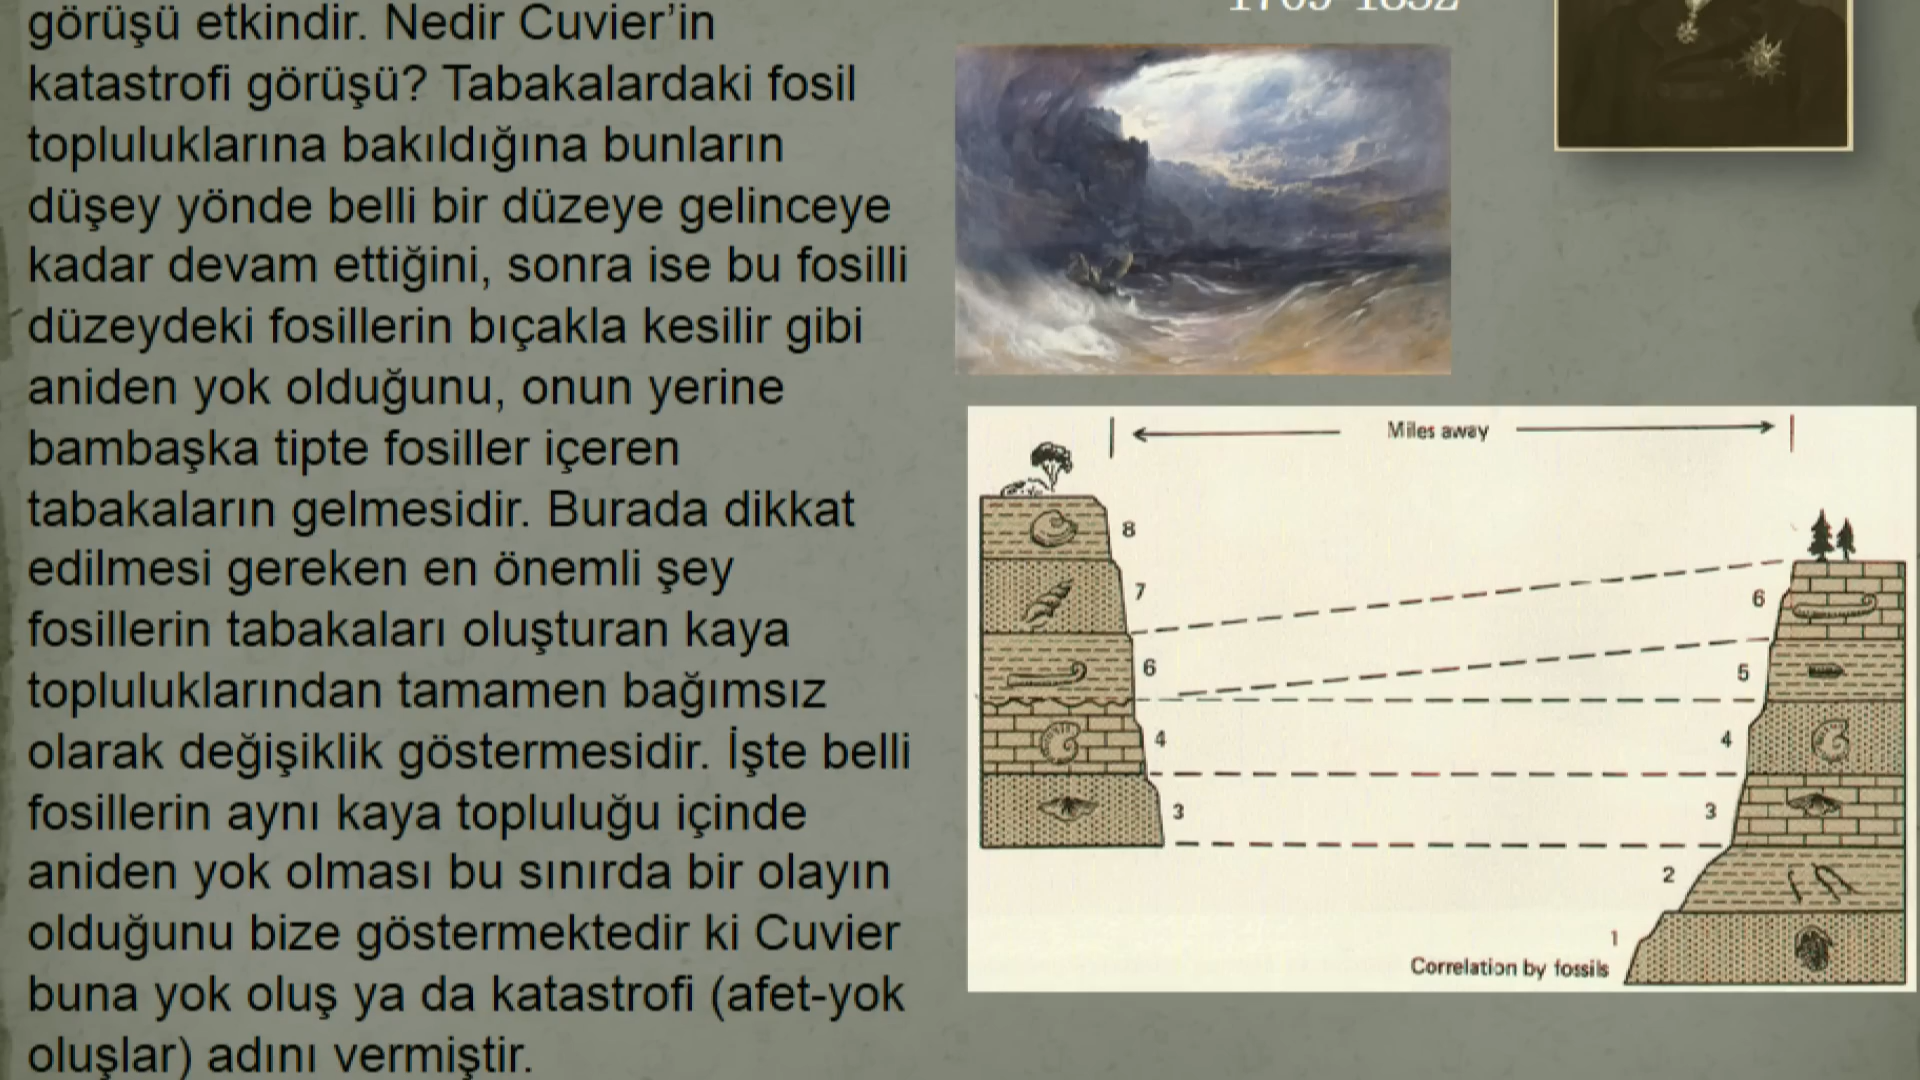 görüşü etkindir. Nedir Cuvier’in
katastrofi görüşü? Tabakalardaki fosil
topluluklarına bakıldığına bunların
düşey yönde belli bir düzeye gelinceye
kadar devam ettiğini, sonra ise bu fosilli
düzeydeki fosillerin bıçakla kesilir gibi
aniden yok olduğunu, onun yerine
bambaşka tipte fosiller içeren
tabakaların gelmesidir. Burada dikkat
edilmesi gereken en önemli şey
fosillerin tabakaları oluşturan kaya
topluluklarından tamamen bağımsız
olarak değişiklik göstermesidir. İşte belli
fosillerin aynı kaya topluluğu içinde
aniden yok olması bu sınırda bir olayın
olduğunu bize göstermektedir ki Cuvier
buna yok oluş ya da katastrofi (afet-yok
oluşlar) adını vermiştir.
Miles away
8
7
6
4
3
6
5
4
3
2
1
Correlation by fossils